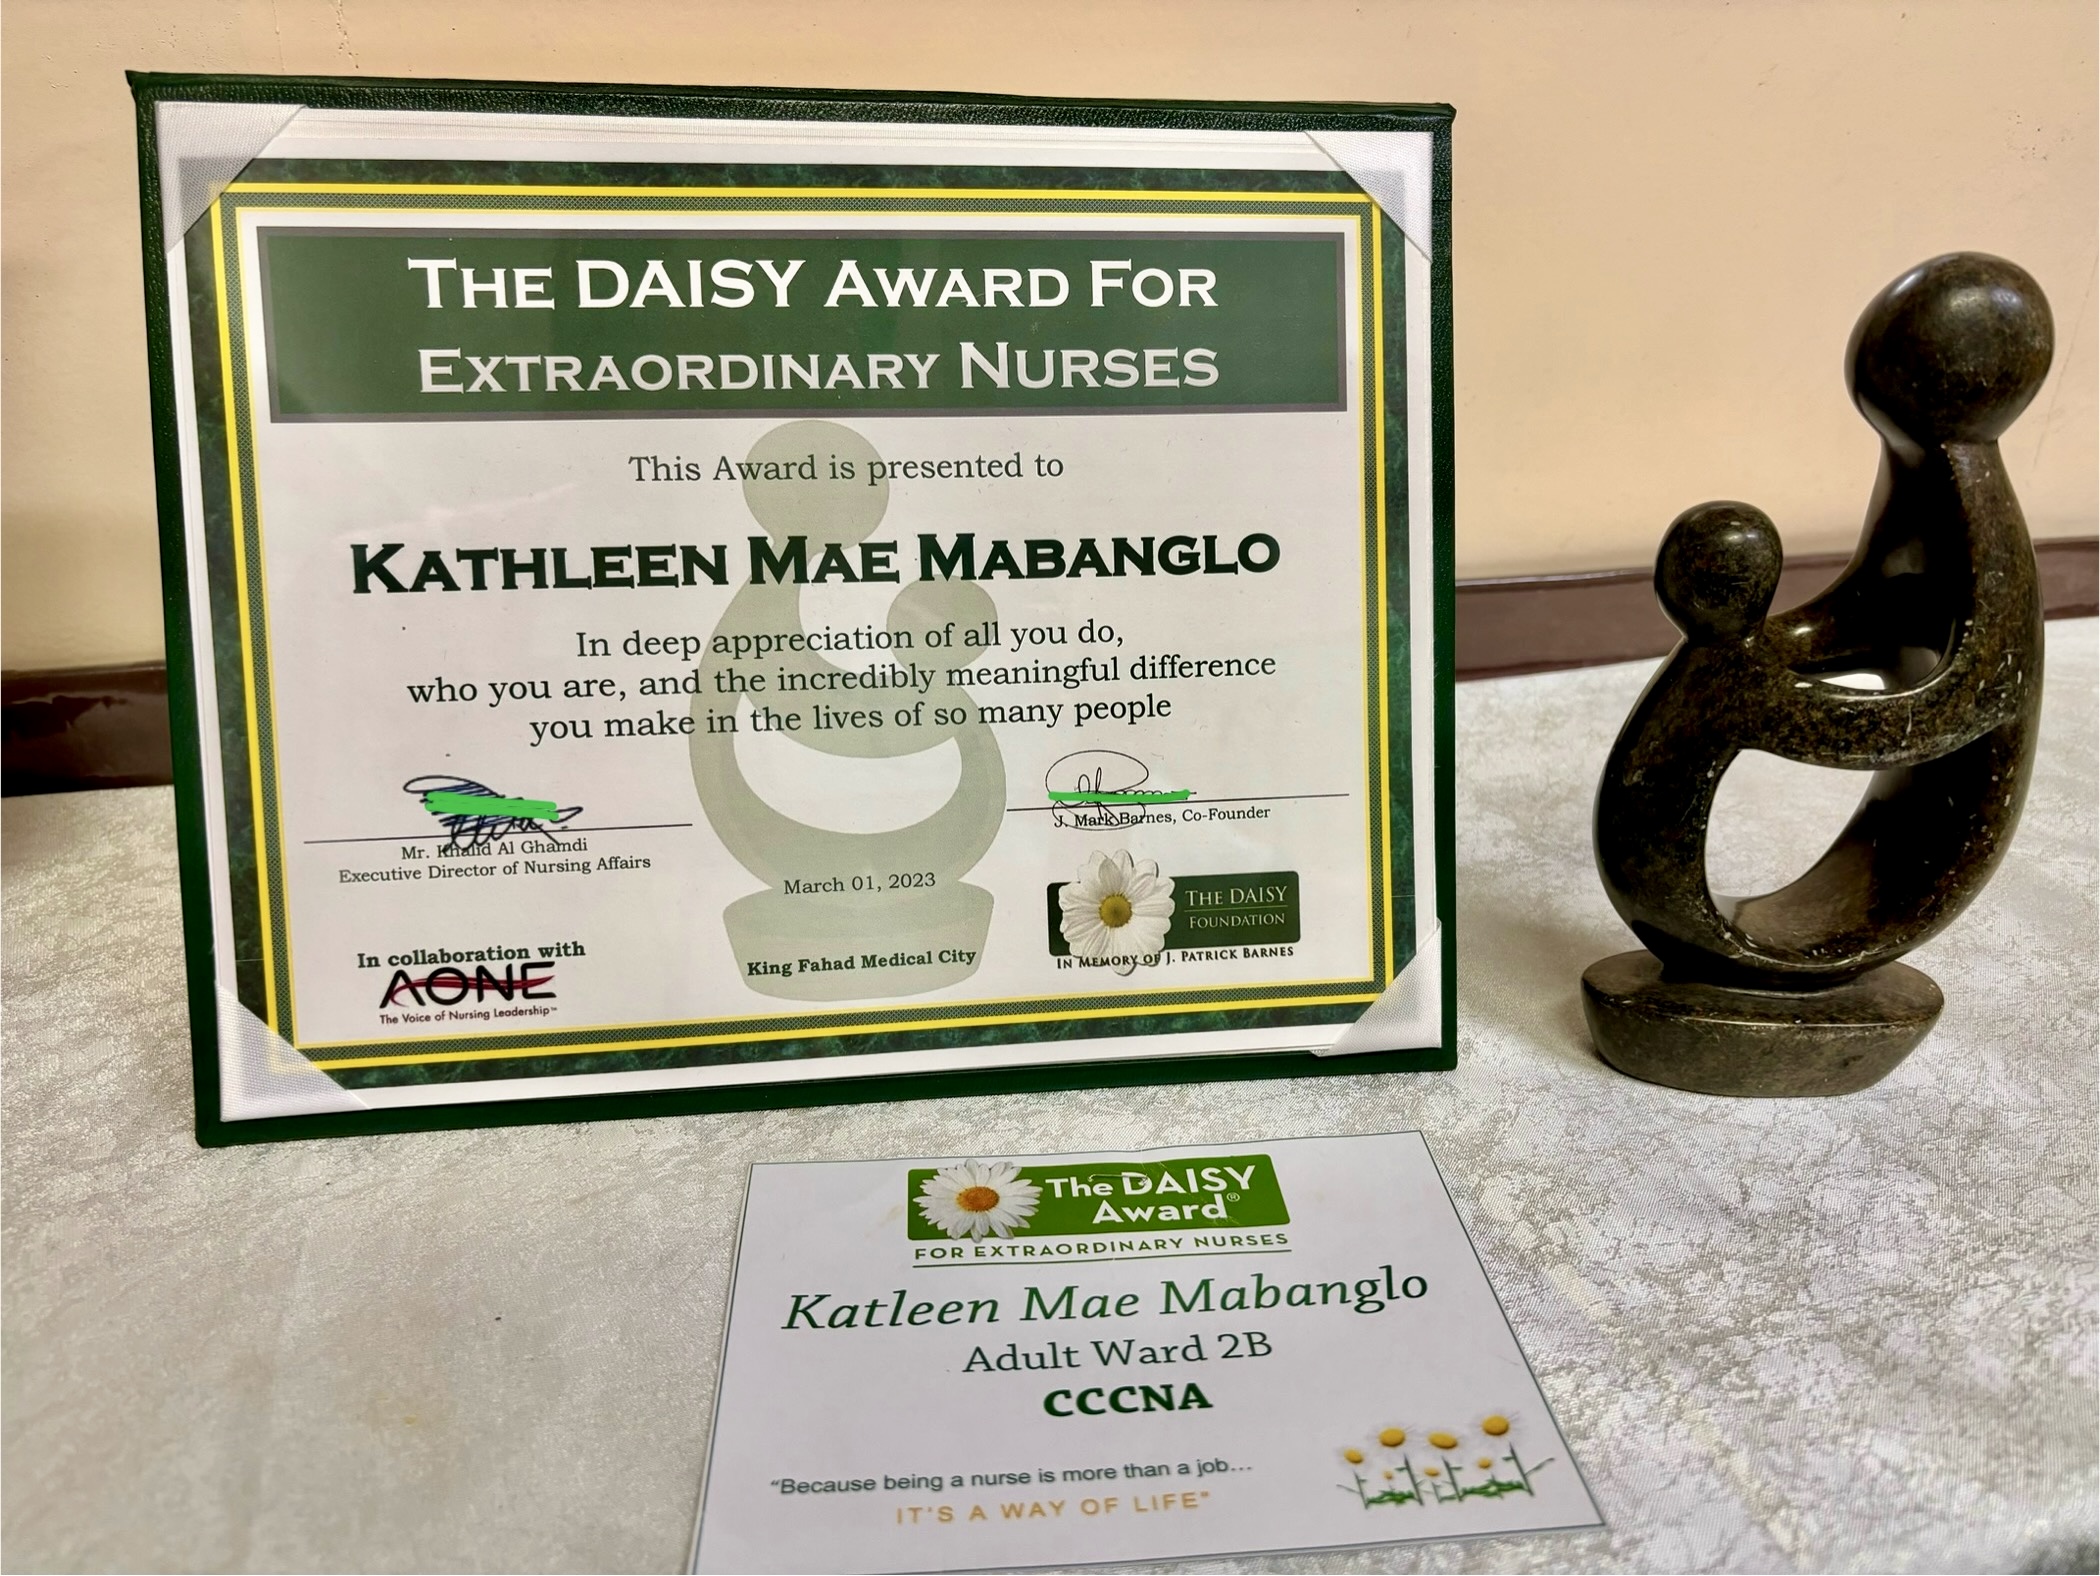 THE DAISY AWARD FOR
EXTRAORDINARY NURSES
This Award is presented to
KATHLEEN MAE MABANGLO
In deep appreciation of all you do,
who you are, and the incredibly meaningful difference
you make in the lives of so many people
Mr. Khalid Al Ghamdi
Executive Director of Nursing Affairs
J. Mark Barnes, Co-Founder
March 01, 2023
THE DAISY
FOUNDATION
IN MEMORY OF J. PATRICK BARNES
In collaboration with
AONE
The Voice of Nursing Leadership™
King Fahad Medical City
The DAISY
Award®
FOR EXTRAORDINARY NURSES
Katleen Mae Mabanglo
Adult Ward 2B
CCCNA
“Because being a nurse is more than a job...
IT'S A WAY OF LIFE”